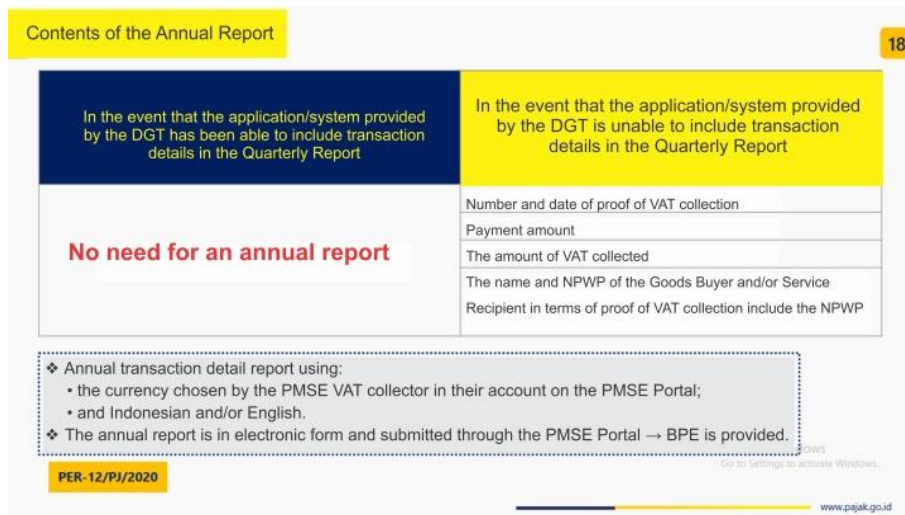 Contents of the Annual Report
18
In the event that the application/system provided
by the DGT has been able to include transaction
details in the Quarterly Report
In the event that the application/system provided
by the DGT is unable to include transaction
details in the Quarterly Report
No need for an annual report
Number and date of proof of VAT collection
Payment amount
The amount of VAT collected
The name and NPWP of the Goods Buyer and/or Service
Recipient in terms of proof of VAT collection include the NPWP
❖ Annual transaction detail report using:
• the currency chosen by the PMSE VAT collector in their account on the PMSE Portal;
• and Indonesian and/or English.
❖ The annual report is in electronic form and submitted through the PMSE Portal → BPE is provided.
Go to Settings to activate Windows.
PER-12/PJ/2020
www.pajak.go.id